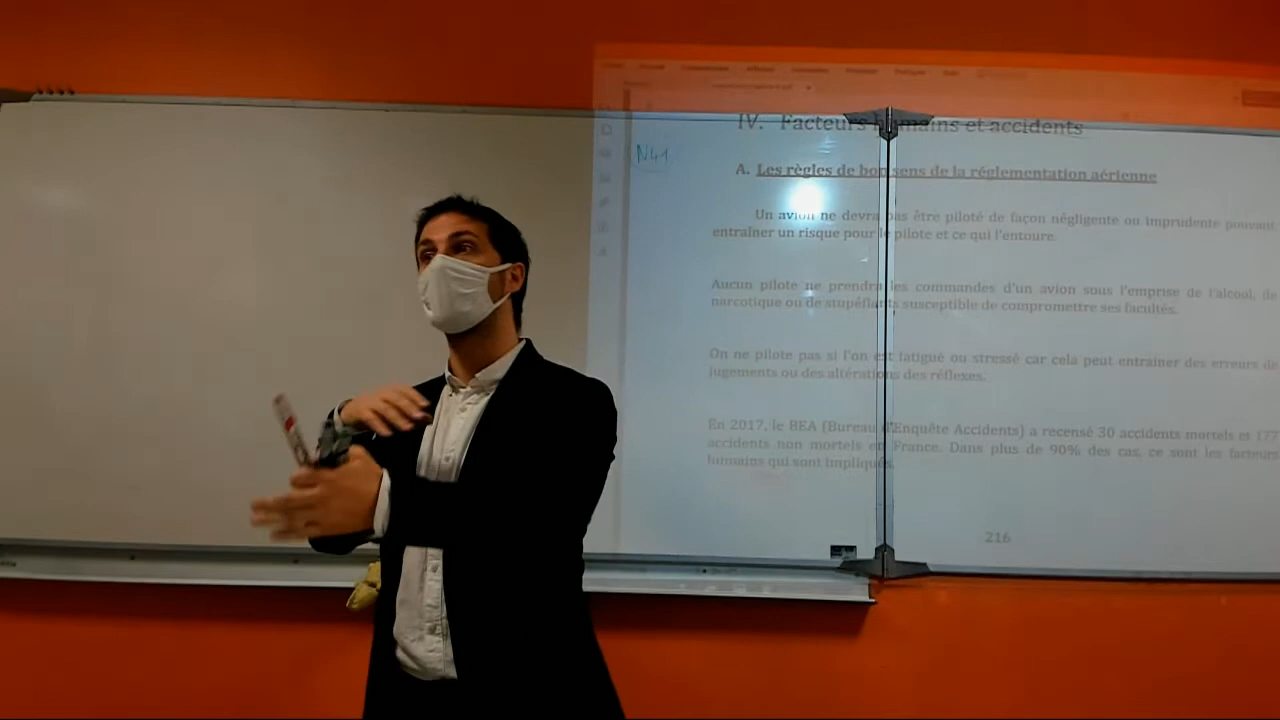 IV. Facteurs humains et accidents
N41
A. Les règles de bon sens de la réglementation aérienne
Un avion ne devra pas être piloté de façon négligente ou imprudente pouvant
entraîner un risque pour le pilote et ce qui l'entoure.
Aucun pilote ne prendra les commandes d'un avion sous l'emprise de l'alcool, de
narcotique ou de stupéfiants susceptible de compromettre ses facultés.
On ne pilote pas si l'on est fatigué ou stressé car cela peut entrainer des erreurs de
jugements ou des altérations des réflexes.
En 2017, le BEA (Bureau d'Enquête Accidents) a recensé 30 accidents mortels et 177
accidents non mortels en France. Dans plus de 90% des cas, ce sont les facteurs
humains qui sont impliqués.
216